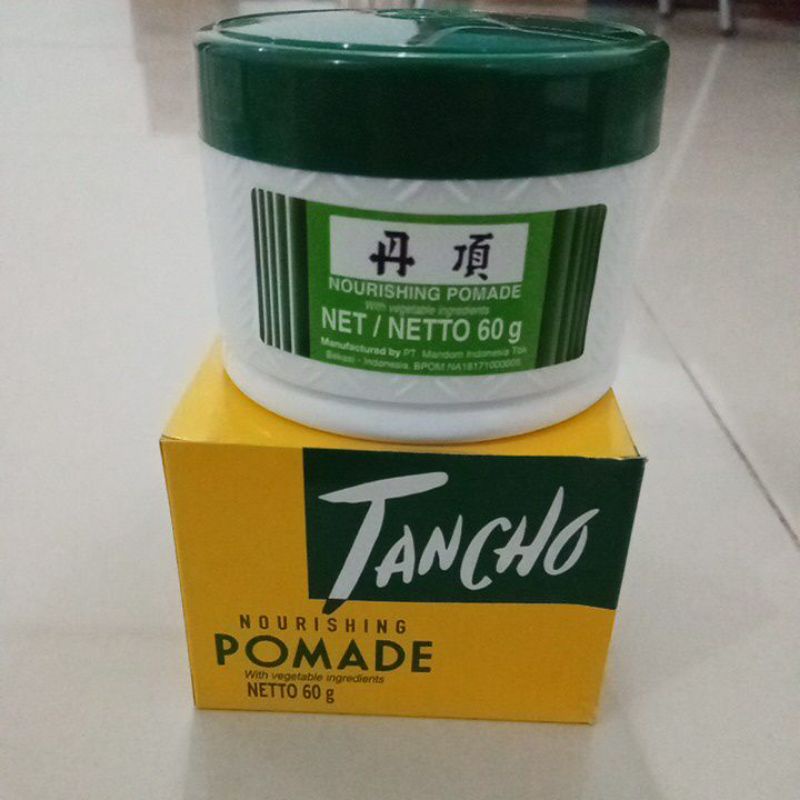 丹頂
NOURISHING POMADE
With vegetable ingredients
NET / NETTO 60 g
Manufactured by PT. Mandom Indonesia Tbk
Bekasi - Indonesia. BPOM
TANCHO
NOURISHING
POMADE
With vegetable ingredients
NETTO 60 g